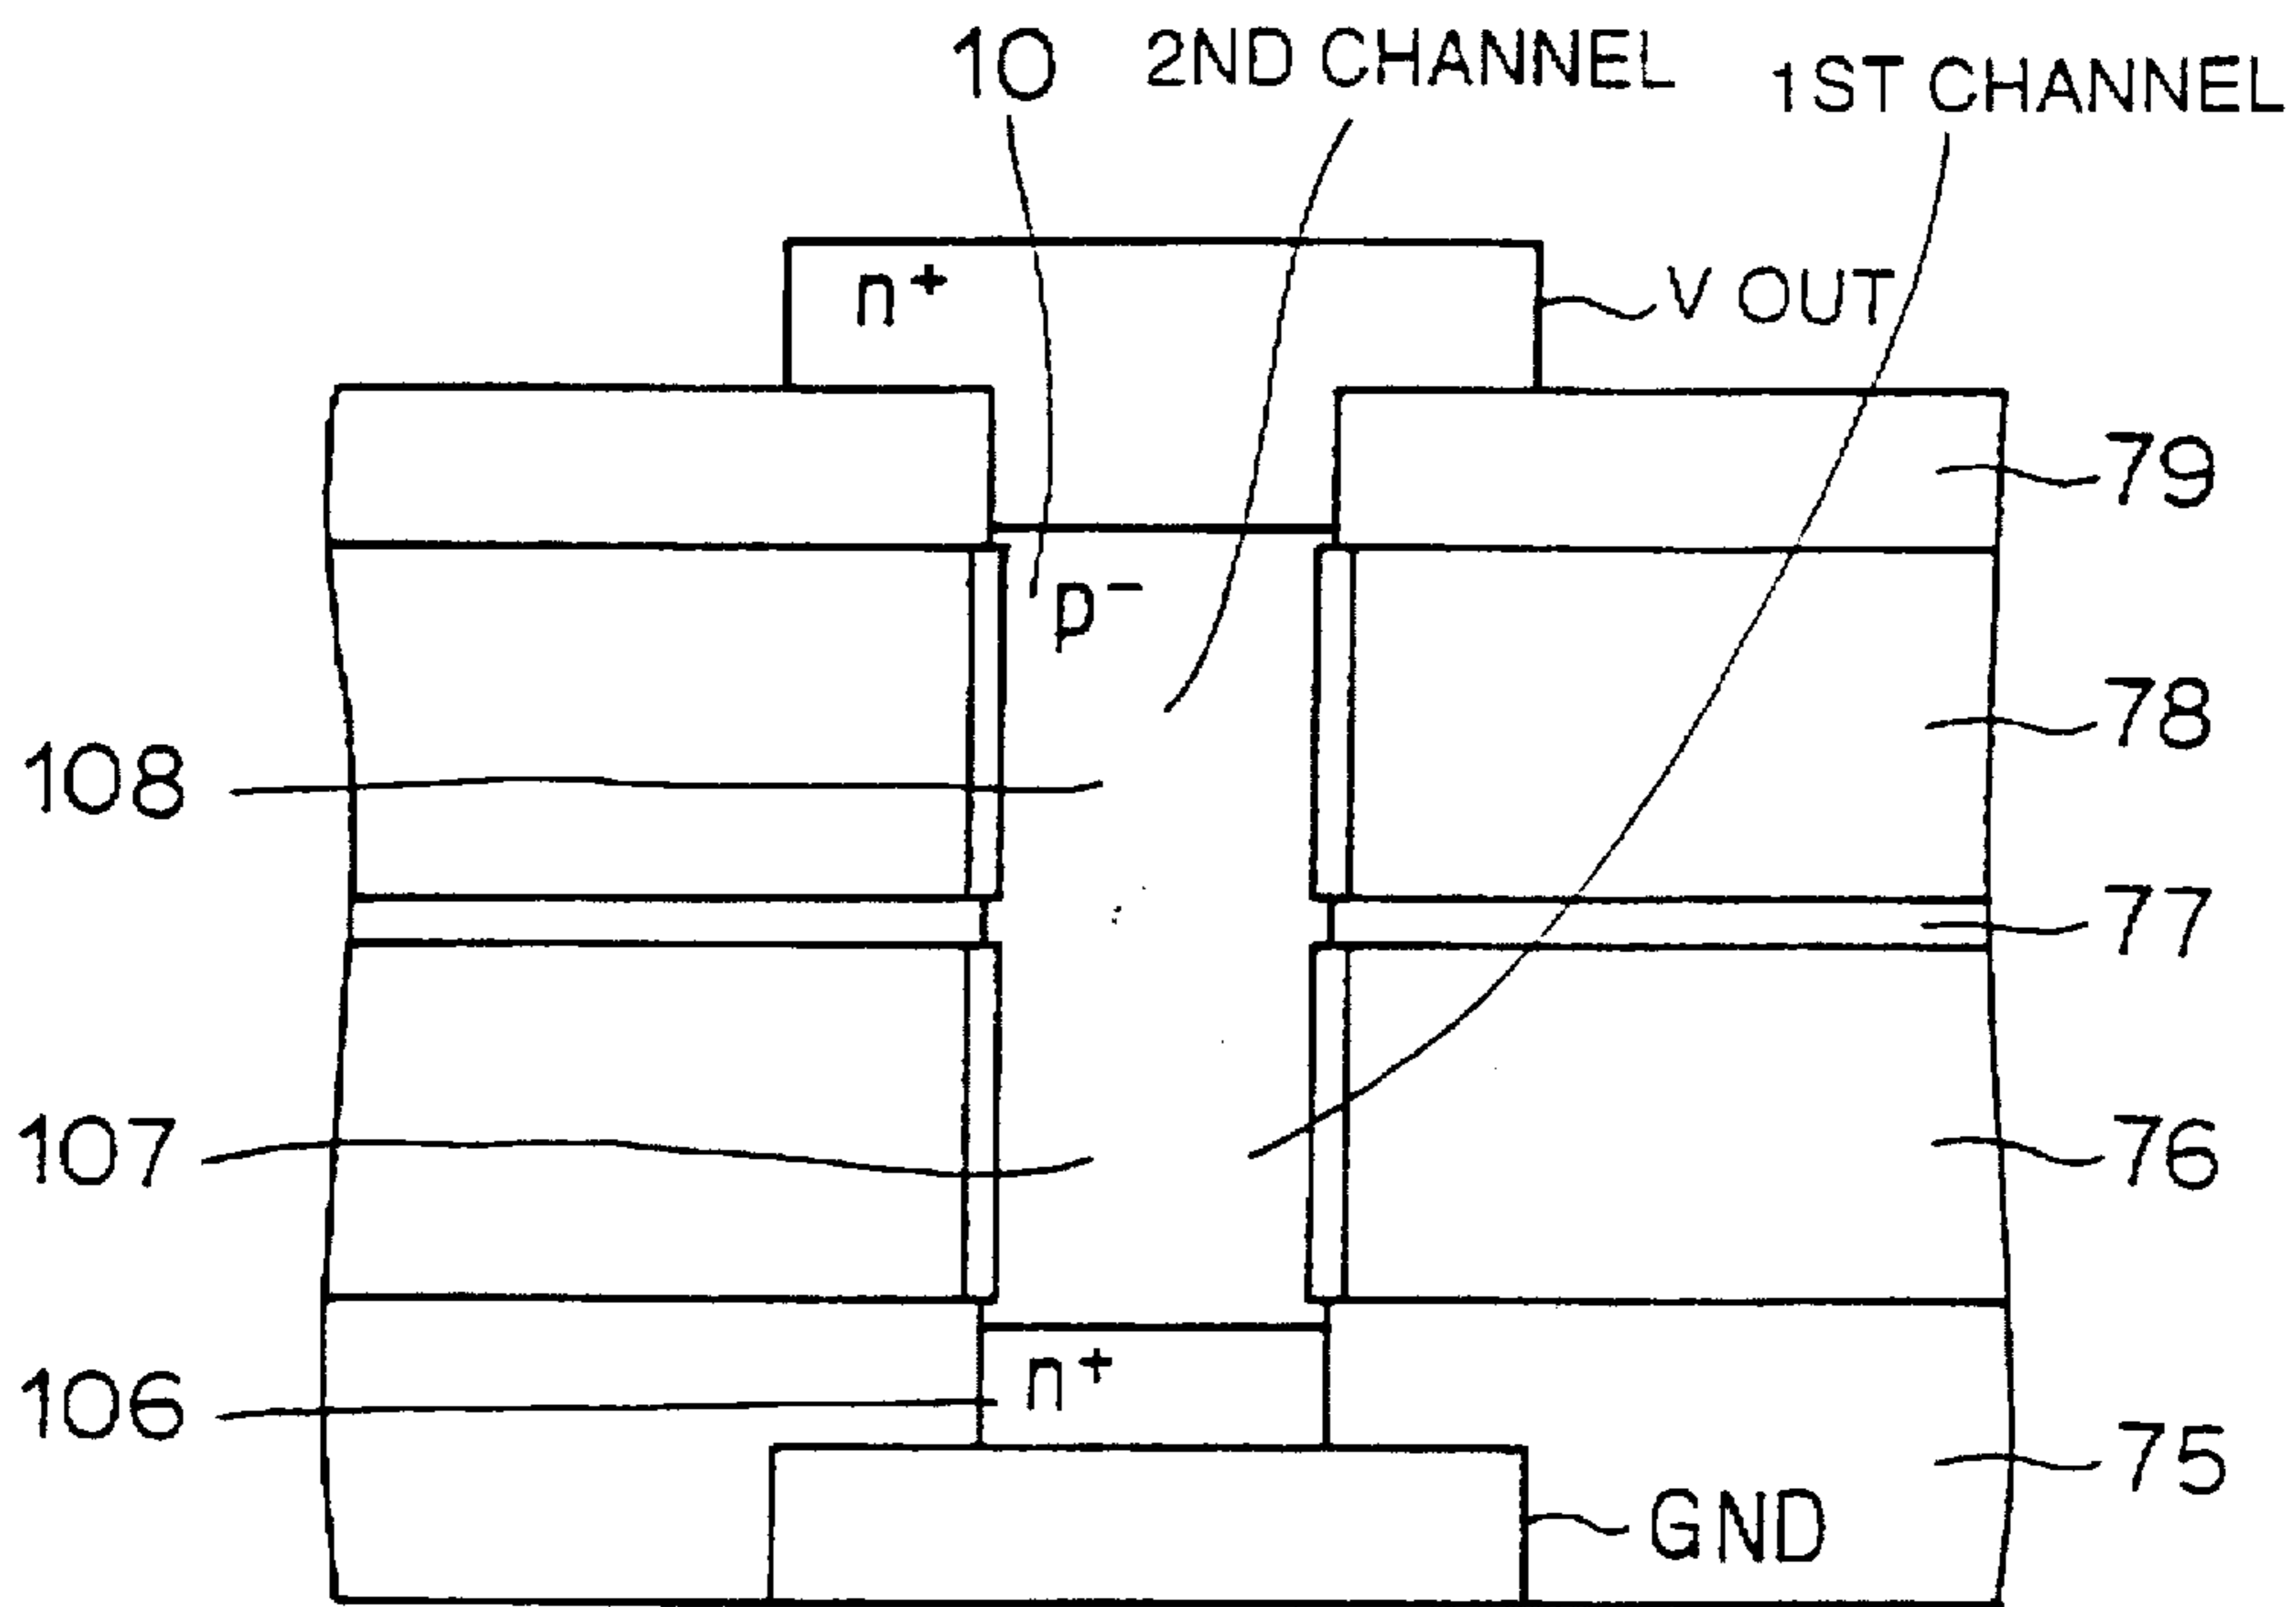 10 2ND CHANNEL 1ST CHANNEL
n+ V OUT
79
p−
78
108
77
107
76
106 n+
75
GND